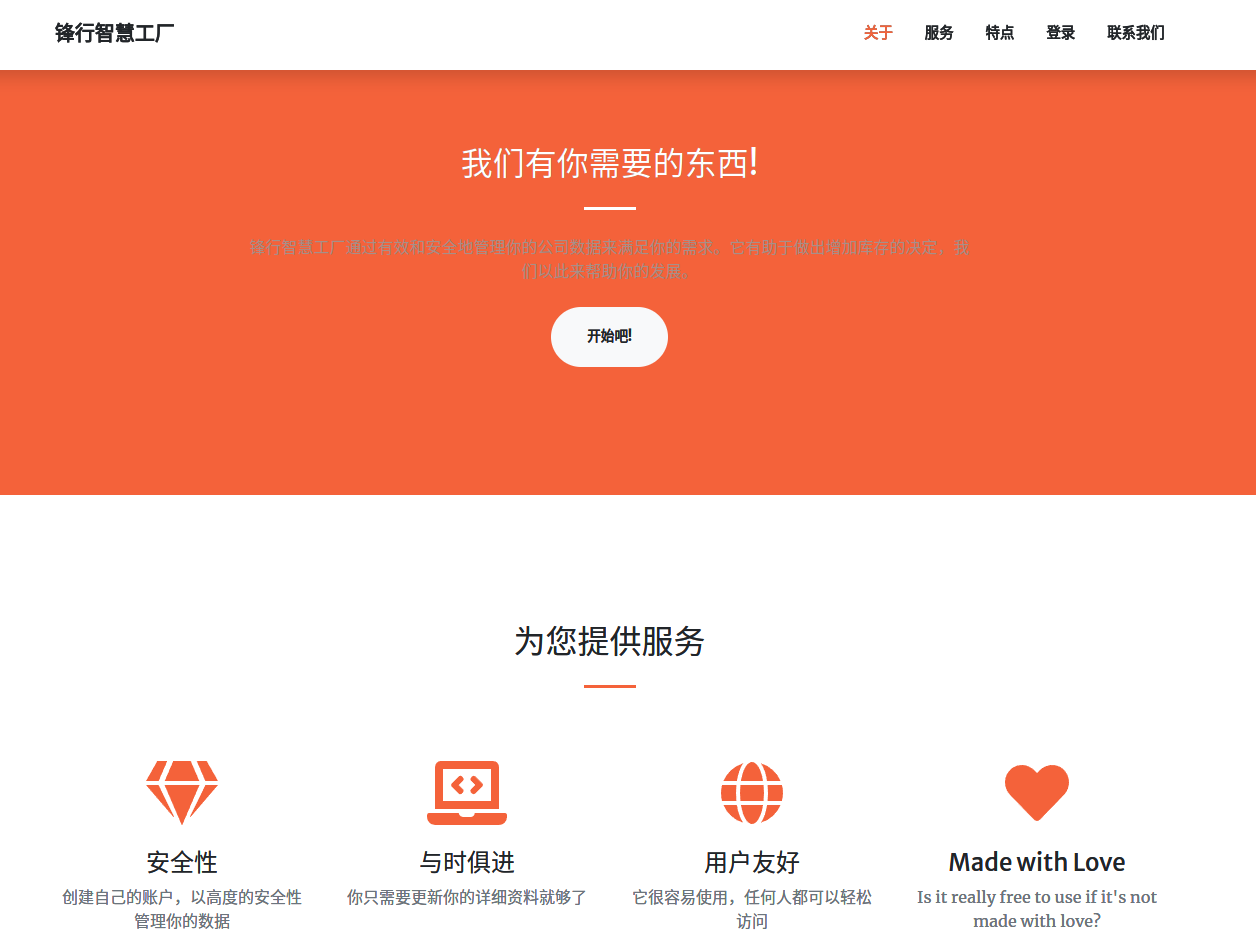 锋行智慧工厂
关于 服务 特点 登录 联系我们
我们有你需要的东西!
锋行智慧工厂通过有效和安全地管理你的公司数据来满足你的需求。它有助于做出增加库存的决定，我
们以此来帮助你的发展。
开始吧!
为您提供服务
安全性 与时俱进 用户友好 Made with Love
创建自己的账户，以高度的安全性 你只需要更新你的详细资料就够了 它很容易使用，任何人都可以轻松 Is it really free to use if it's not
管理你的数据 访问 made with love?